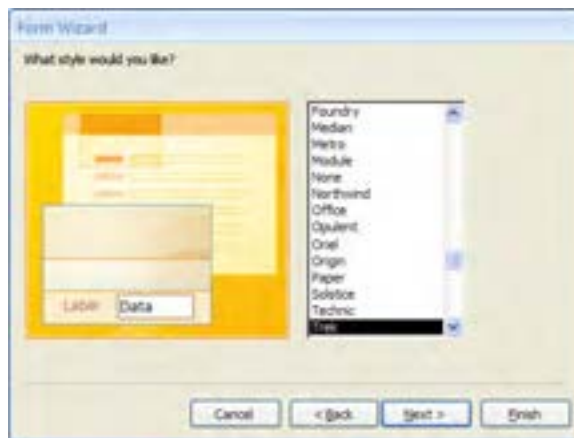 Form Wizard
What style would you like?
Foundry
Median
Metro
Module
None
Northwind
Office
Opulent
Oriel
Origin
Paper
Solstice
Technic
Trek
Label Data
Cancel < Back Next > Finish